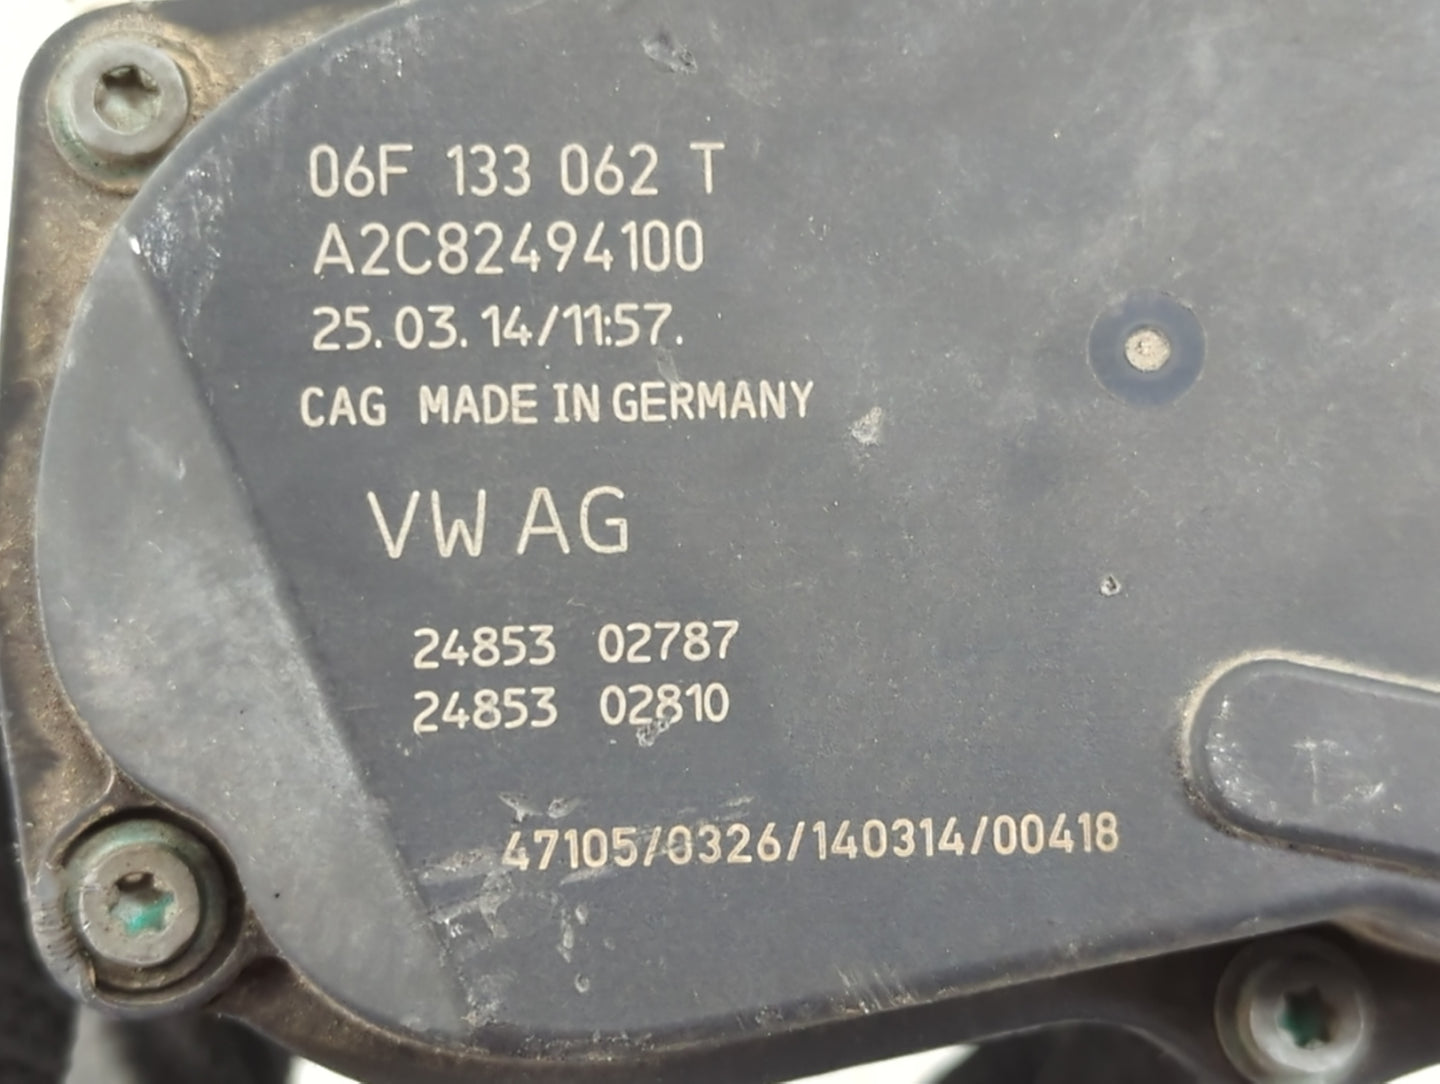 06F 133 062 T
A2C82494100
25.03.14/11:57.
CAG MADE IN GERMANY
VW AG
24853 02787
24853 02810
47105/0326/140314/00418